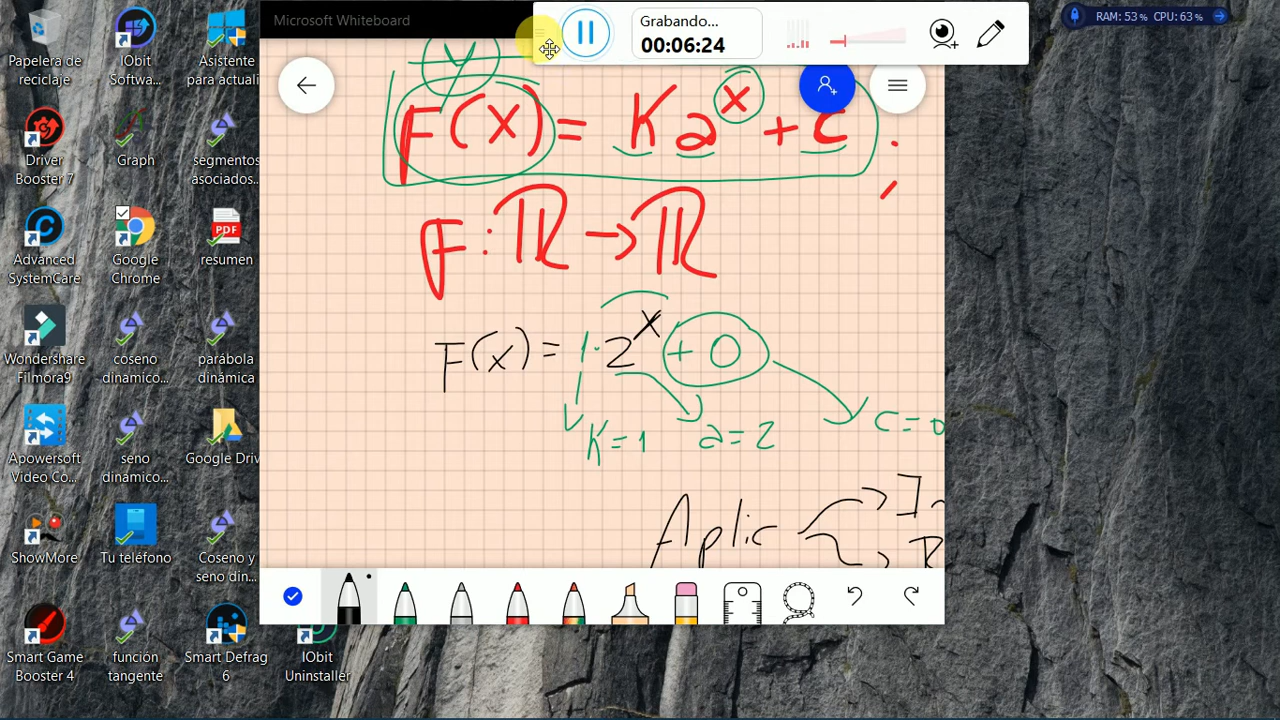 Microsoft Whiteboard
Grabando...
00:06:24
RAM: 53 % CPU: 63 %
Papelera de
reciclaje
IObit
Softwa...
Asistente
para actuali
Driver
Booster 7
Graph
segmentos
asociados...
Advanced
SystemCare
Google
Chrome
resumen
Wondershare
Filmora9
coseno
dinamico...
parábola
dinámica
Apowersoft
Video Co...
seno
dinamico...
Google Driv
ShowMore
Tu teléfono
Coseno y
seno din...
Smart Game
Booster 4
función
tangente
Smart Defrag
6
IObit
Uninstaller
y
F(x) = K a^x + c ;
F: ℝ → ℝ
F(x) = 1·2^x + 0
K=1 a=2 c=0
Aplic